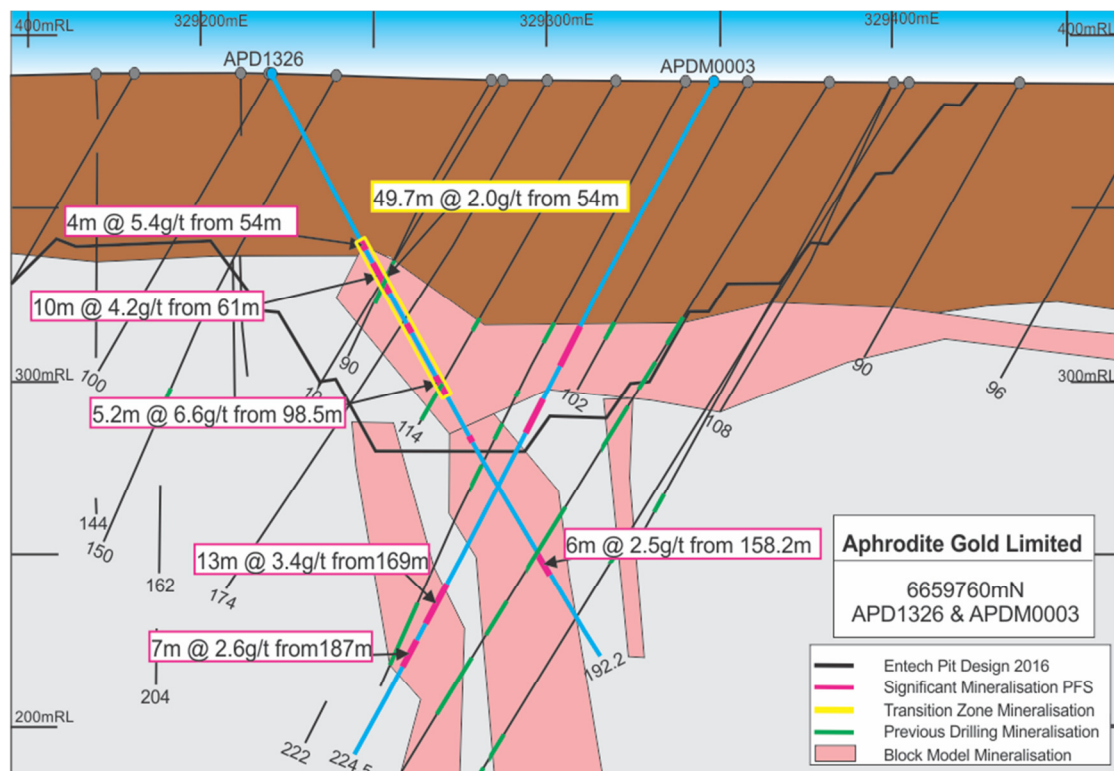 400mRL
329200mE
329300mE
329400mE
400mRL
APD1326
APDM0003
49.7m @ 2.0g/t from 54m
4m @ 5.4g/t from 54m
10m @ 4.2g/t from 61m
300mRL
100
90
5.2m @ 6.6g/t from 98.5m
114
102
108
90
96
300mRL
144
150
162
174
13m @ 3.4g/t from169m
6m @ 2.5g/t from 158.2m
7m @ 2.6g/t from187m
192.2
204
200mRL
222
224.5
Aphrodite Gold Limited
6659760mN
APD1326 & APDM0003
Entech Pit Design 2016
Significant Mineralisation PFS
Transition Zone Mineralisation
Previous Drilling Mineralisation
Block Model Mineralisation